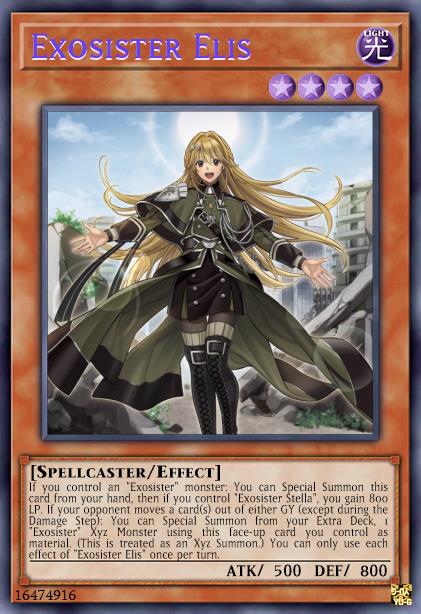 Exosister Elis
LIGHT
光
[Spellcaster/Effect]
If you control an "Exosister" monster: You can Special Summon
this card from your hand, then if you control "Exosister Stella", you gain 800
LP. If your opponent moves a card(s) out of either GY (except during the
Damage Step): You can Special Summon from your Extra Deck, 1
"Exosister" Xyz Monster using this face-up card you control as
material. (This is treated as an Xyz Summon.) You can only use each
effect of "Exosister Elis" once per turn.
ATK/ 500 DEF/ 800
16474916